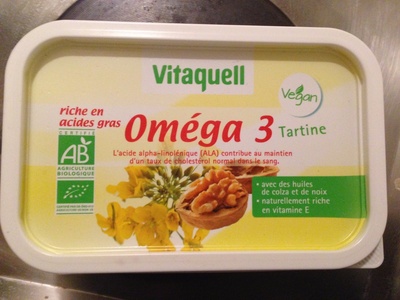 Vitaquell
Vegan
riche en
acides gras
Oméga 3 Tartine
CERTIFIÉ
AB
AGRICULTURE
BIOLOGIQUE
L'acide alpha-linolénique (ALA) contribue au maintien
d'un taux de cholestérol normal dans le sang.
• avec des huiles
de colza et de noix
• naturellement riche
en vitamine E